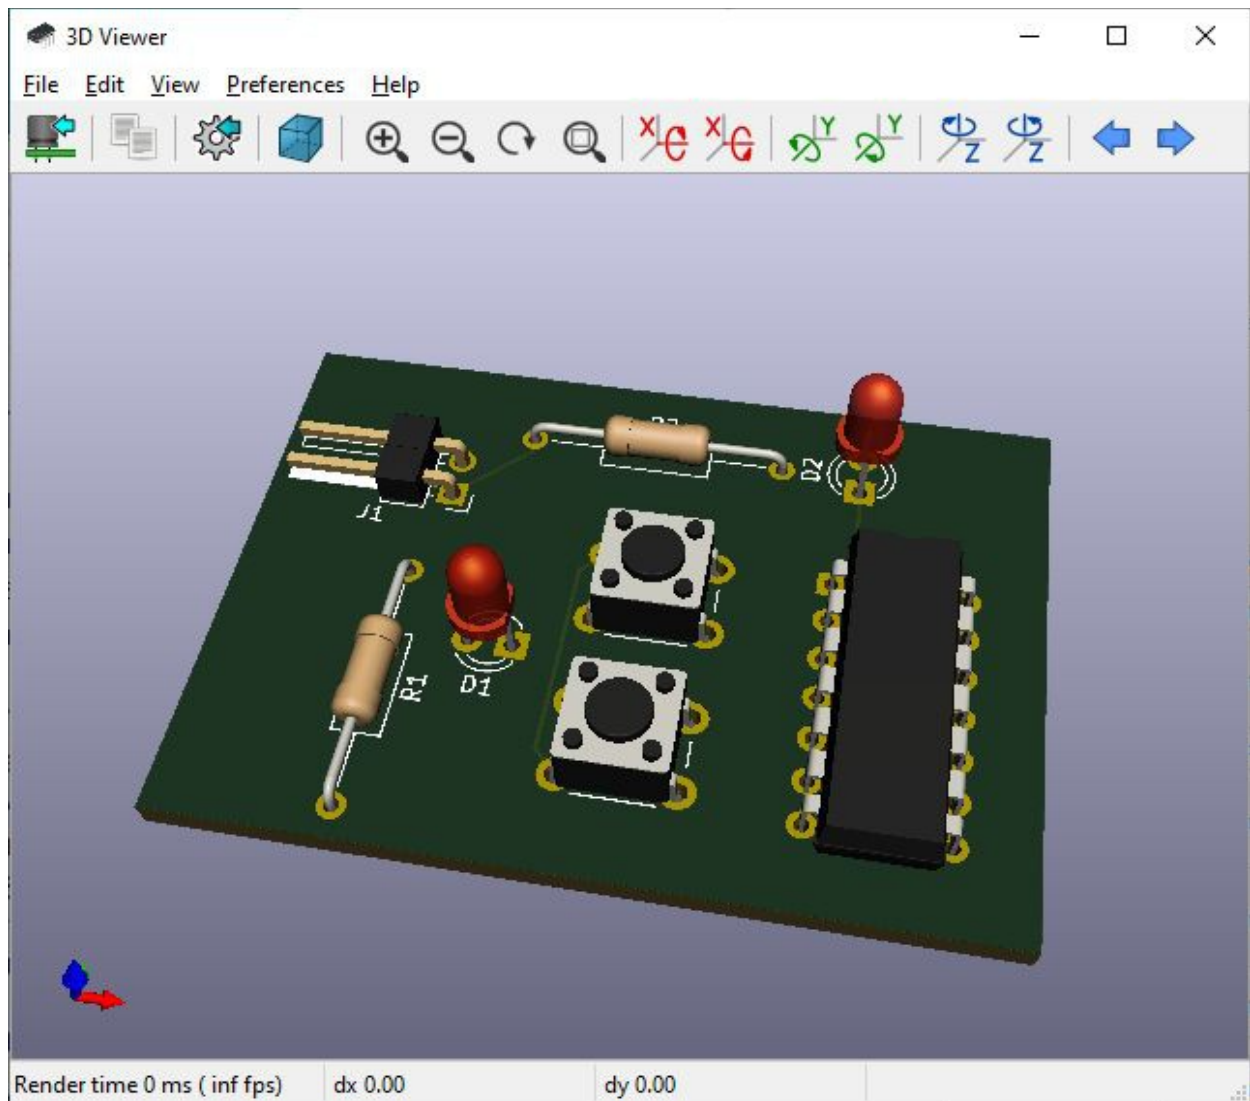 3D Viewer
File Edit View Preferences Help
X X Y Y Z Z
D2
J1
R1
D1
Render time 0 ms ( inf fps) dx 0.00 dy 0.00